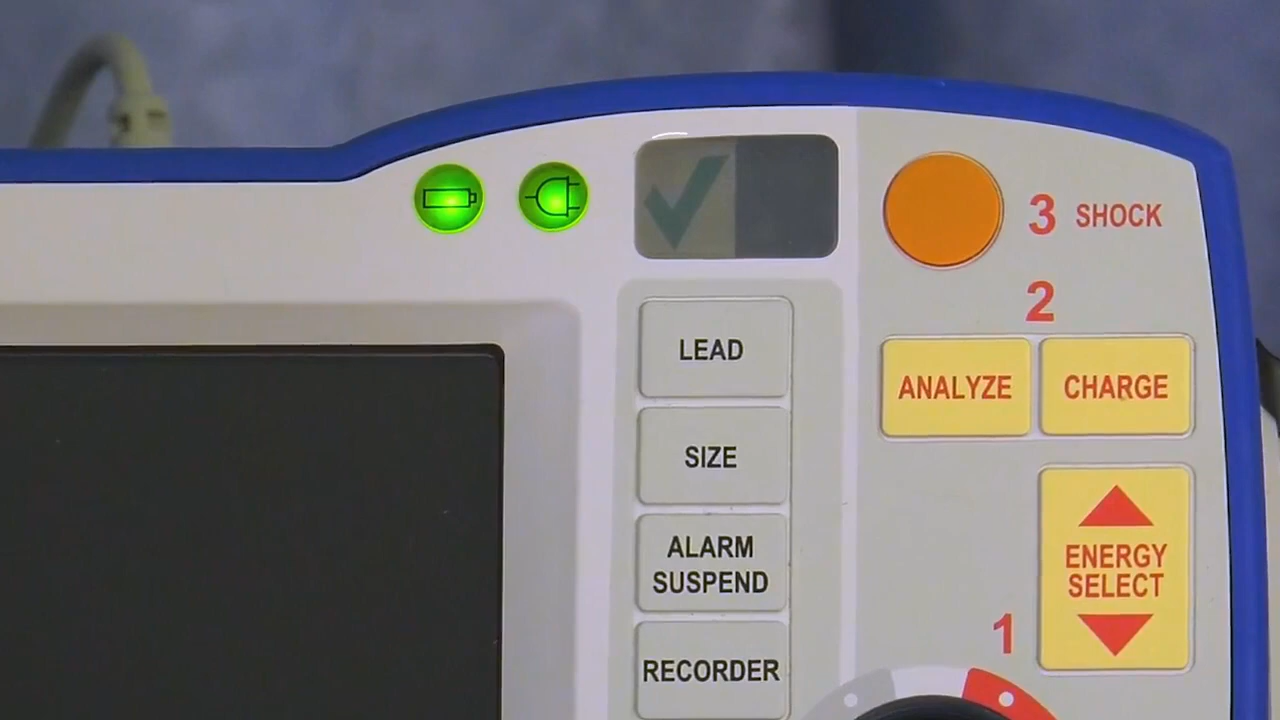 3 SHOCK
2
LEAD
ANALYZE
CHARGE
SIZE
ALARM
SUSPEND
ENERGY
SELECT
1
RECORDER